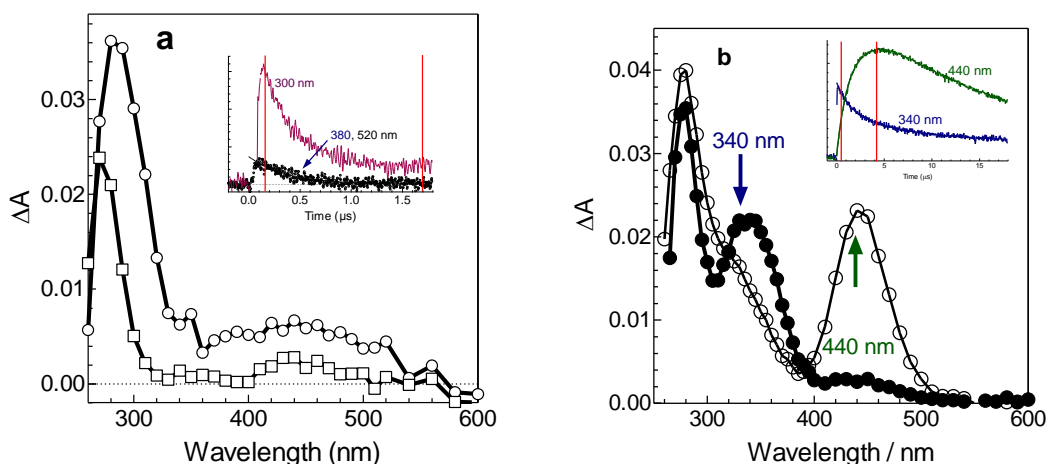 a
0.03
0.02
0.01
0.00
ΔA
300
400
500
600
Wavelength (nm)
300 nm
380, 520 nm
0.0
0.5
1.0
1.5
Time (µs)
b
0.04
0.03
0.02
0.01
0.00
ΔA
300
400
500
600
Wavelength / nm
340 nm
440 nm
440 nm
340 nm
0
5
10
15
Time (µs)